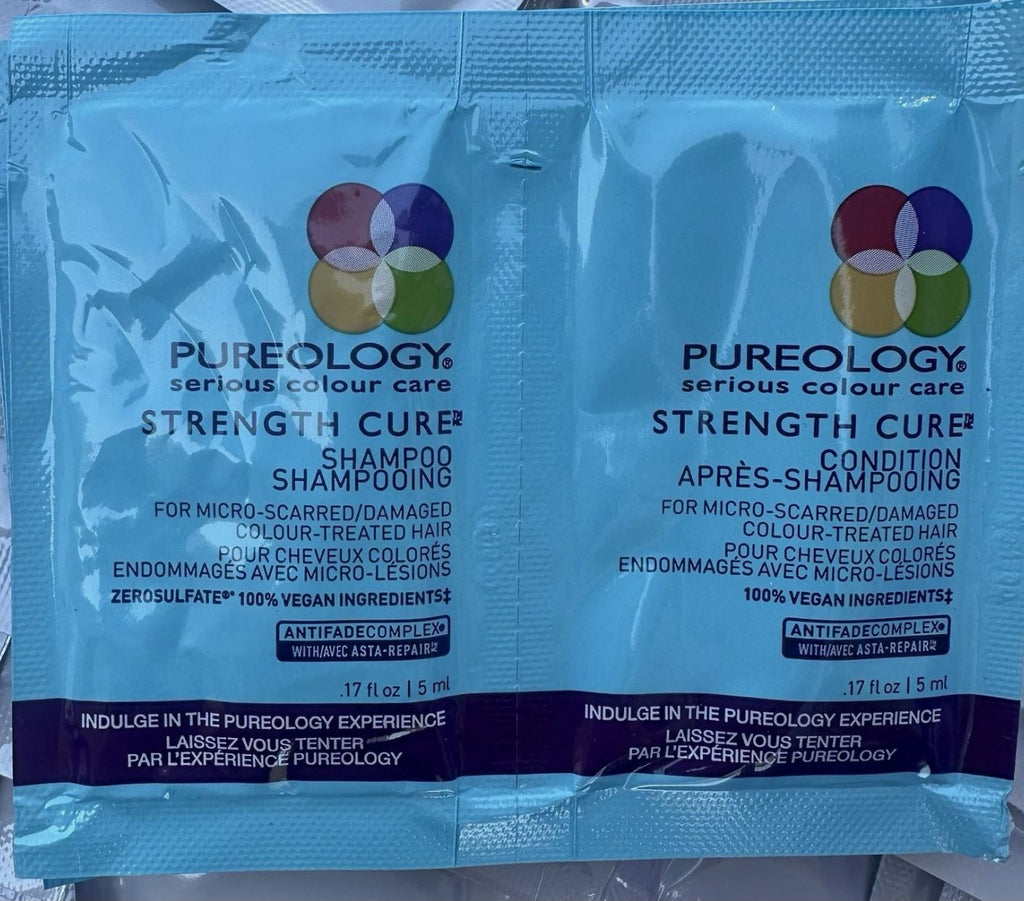 PUREOLOGY®
serious colour care
STRENGTH CURE™
SHAMPOO
SHAMPOOING
FOR MICRO-SCARRED/DAMAGED
COLOUR-TREATED HAIR
POUR CHEVEUX COLORÉS
ENDOMMAGÉS AVEC MICRO-LÉSIONS
ZEROSULFATE®* 100% VEGAN INGREDIENTS‡
ANTIFADECOMPLEX®
WITH/AVEC ASTA-REPAIR™
.17 fl oz | 5 ml
INDULGE IN THE PUREOLOGY EXPERIENCE
LAISSEZ VOUS TENTER
PAR L'EXPÉRIENCE PUREOLOGY
PUREOLOGY®
serious colour care
STRENGTH CURE™
CONDITION
APRÈS-SHAMPOOING
FOR MICRO-SCARRED/DAMAGED
COLOUR-TREATED HAIR
POUR CHEVEUX COLORÉS
ENDOMMAGÉS AVEC MICRO-LÉSIONS
100% VEGAN INGREDIENTS‡
ANTIFADECOMPLEX®
WITH/AVEC ASTA-REPAIR™
.17 fl oz | 5 ml
INDULGE IN THE PUREOLOGY EXPERIENCE
LAISSEZ VOUS TENTER
PAR L'EXPÉRIENCE PUREOLOGY